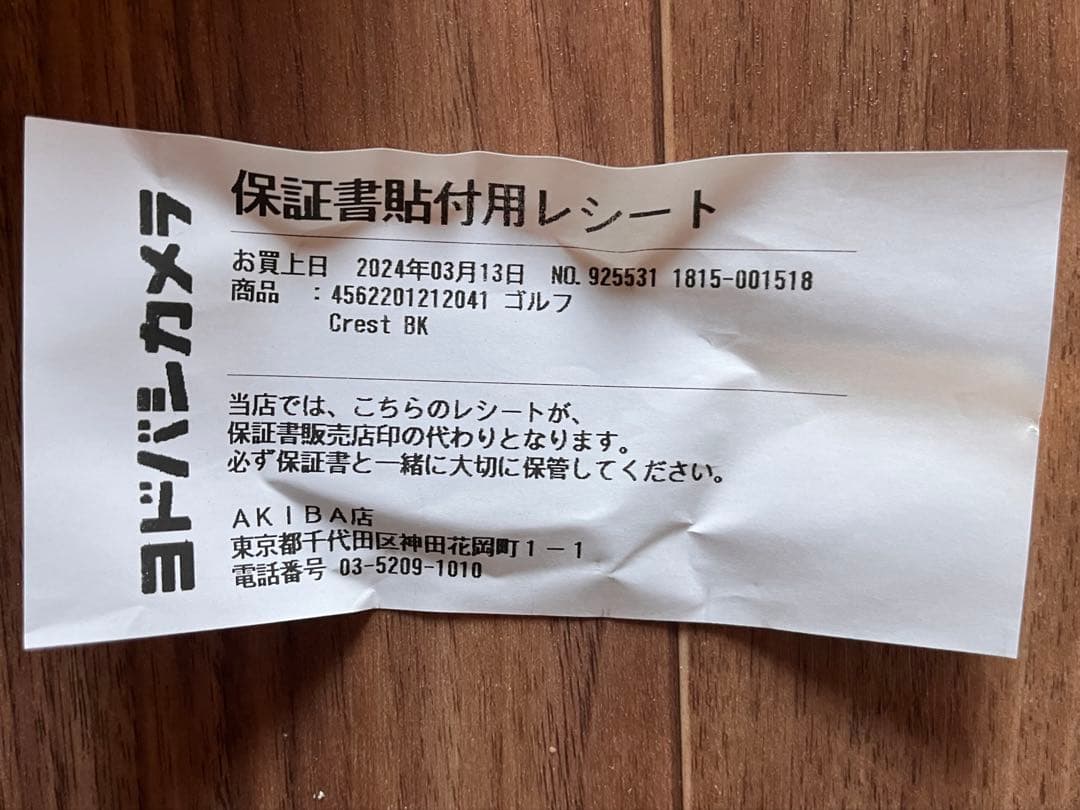 ヨドバシカメラ
保証書貼付用レシート
お買上日 2024年03月13日 NO. 925531 1815-001518
商品 :4562201212041 ゴルフ
Crest BK
当店では、こちらのレシートが、
保証書販売店印の代わりとなります。
必ず保証書と一緒に大切に保管してください。
AKIBA店
東京都千代田区神田花岡町1-1
電話番号 03-5209-1010